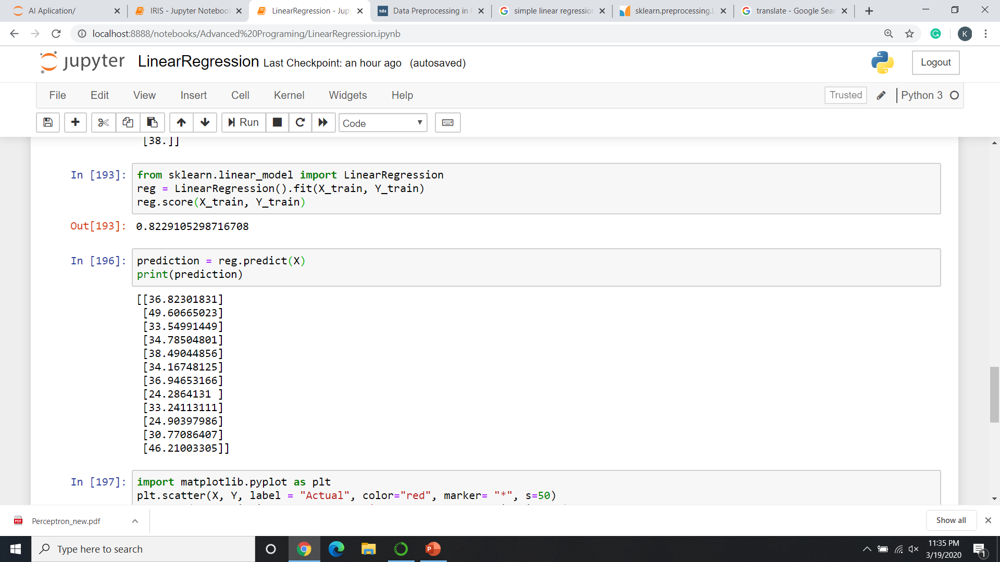 AI Aplication/
IRIS - Jupyter Notebook
LinearRegression - Jupy
tds Data Preprocessing in
simple linear regression
sklearn.preprocessing.
translate - Google Sear
localhost:8888/notebooks/Advanced%20Programing/LinearRegression.ipynb
K
jupyter LinearRegression Last Checkpoint: an hour ago (autosaved)
Logout
File Edit View Insert Cell Kernel Widgets Help
Trusted
Python 3
Run
Code
[38.]]
In [193]: from sklearn.linear_model import LinearRegression
reg = LinearRegression().fit(X_train, Y_train)
reg.score(X_train, Y_train)
Out[193]: 0.8229105298716708
In [196]: prediction = reg.predict(X)
print(prediction)
[[36.82301831]
[49.60665023]
[33.54991449]
[34.78504801]
[38.49044856]
[34.16748125]
[36.94653166]
[24.2864131 ]
[33.24113111]
[24.90397986]
[30.77086407]
[46.21003305]]
In [197]: import matplotlib.pyplot as plt
plt.scatter(X, Y, label = "Actual", color="red", marker= "*", s=50)
PDF Perceptron_new.pdf
Show all
Type here to search
11:35 PM
3/19/2020
1